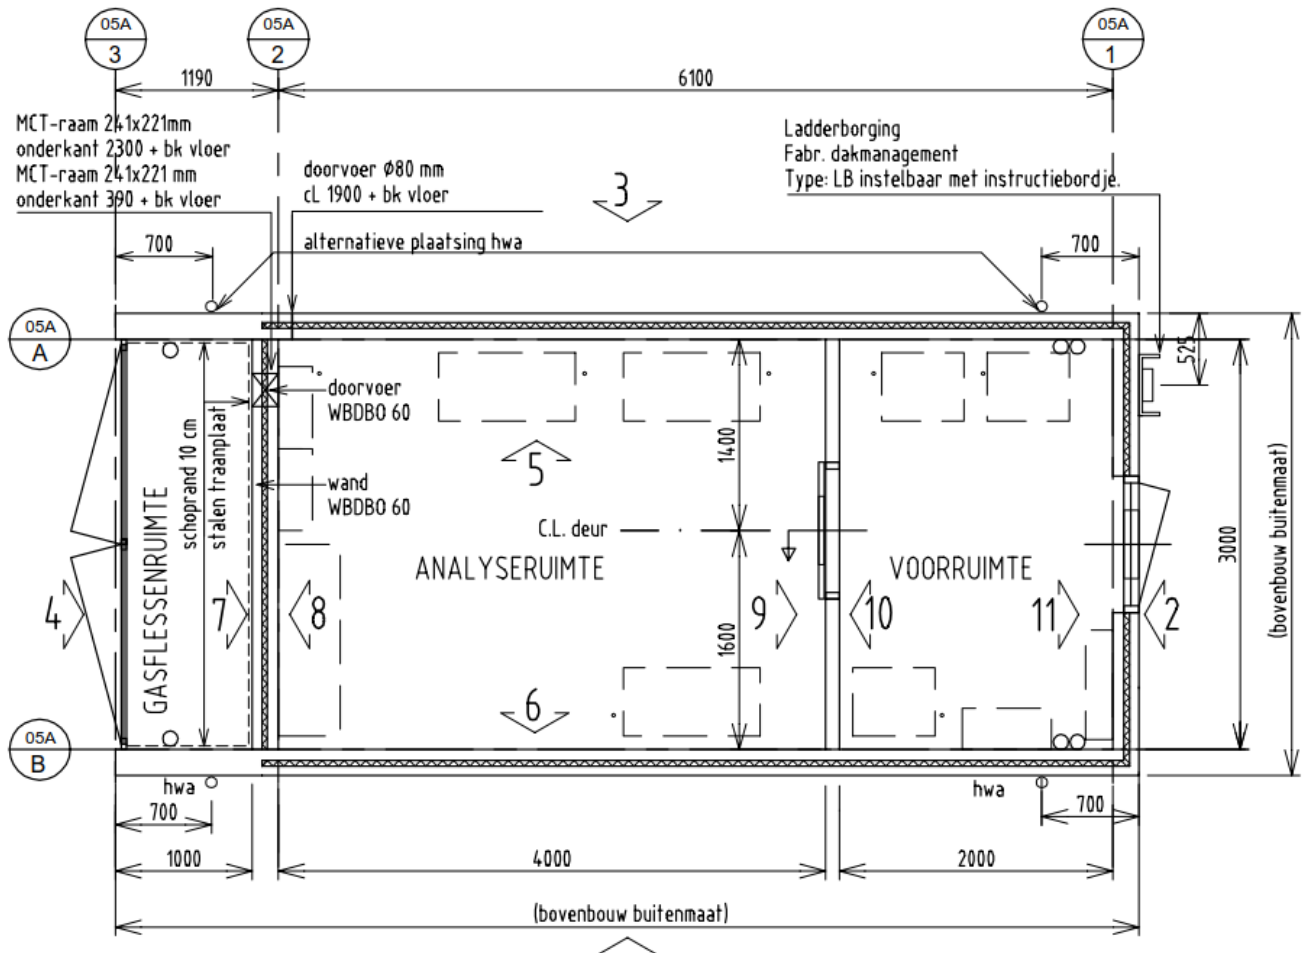 05A
3
05A
2
05A
1
1190
6100
MCT-raam 241x221mm
onderkant 2300 + bk vloer
MCT-raam 241x221 mm
onderkant 390 + bk vloer
doorvoer Ø80 mm
cL 1900 + bk vloer
Ladderborging
Fabr. dakmanagement
Type: LB instelbaar met instructiebordje.
3
700
alternatieve plaatsing hwa
700
05A
A
525
doorvoer
WBDBO 60
1400
schoprand 10 cm
stalen traanplaat
5
wand
WBDBO 60
GASFLESSENRUIMTE
C.L. deur
ANALYSERUIMTE
VOORRUIMTE
3000
(bovenbouw buitenmaat)
4
7
8
9
10
11
2
1600
6
05A
B
hwa
700
hwa
700
1000
4000
2000
(bovenbouw buitenmaat)